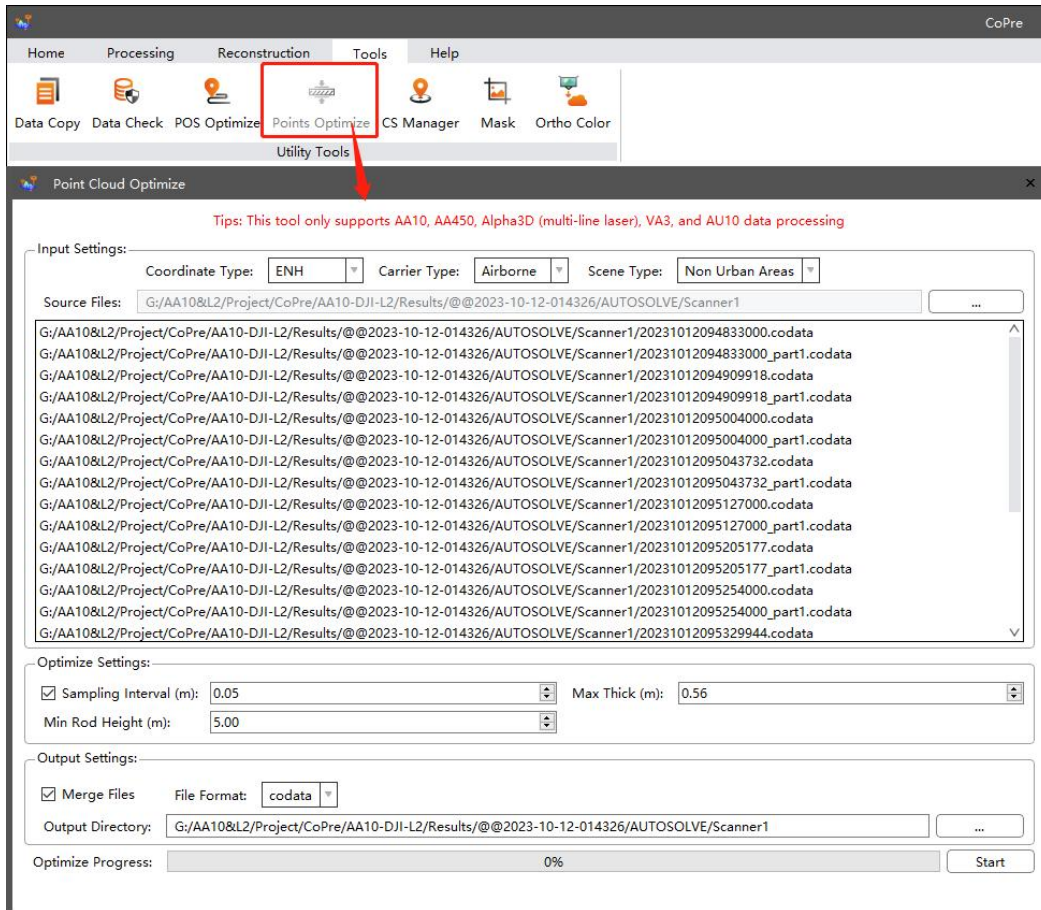 CoPre
Home Processing Reconstruction Tools Help
Data Copy Data Check POS Optimize Points Optimize CS Manager Mask Ortho Color
Utility Tools
Point Cloud Optimize ×
Tips: This tool only supports AA10, AA450, Alpha3D (multi-line laser), VA3, and AU10 data processing
Input Settings:
Coordinate Type: ENH Carrier Type: Airborne Scene Type: Non Urban Areas
Source Files: G:/AA10&L2/Project/CoPre/AA10-DJI-L2/Results/@@2023-10-12-014326/AUTOSOLVE/Scanner1 ...
G:/AA10&L2/Project/CoPre/AA10-DJI-L2/Results/@@2023-10-12-014326/AUTOSOLVE/Scanner1/20231012094833000.codata
G:/AA10&L2/Project/CoPre/AA10-DJI-L2/Results/@@2023-10-12-014326/AUTOSOLVE/Scanner1/20231012094833000_part1.codata
G:/AA10&L2/Project/CoPre/AA10-DJI-L2/Results/@@2023-10-12-014326/AUTOSOLVE/Scanner1/20231012094909918.codata
G:/AA10&L2/Project/CoPre/AA10-DJI-L2/Results/@@2023-10-12-014326/AUTOSOLVE/Scanner1/20231012094909918_part1.codata
G:/AA10&L2/Project/CoPre/AA10-DJI-L2/Results/@@2023-10-12-014326/AUTOSOLVE/Scanner1/20231012095004000.codata
G:/AA10&L2/Project/CoPre/AA10-DJI-L2/Results/@@2023-10-12-014326/AUTOSOLVE/Scanner1/20231012095004000_part1.codata
G:/AA10&L2/Project/CoPre/AA10-DJI-L2/Results/@@2023-10-12-014326/AUTOSOLVE/Scanner1/20231012095043732.codata
G:/AA10&L2/Project/CoPre/AA10-DJI-L2/Results/@@2023-10-12-014326/AUTOSOLVE/Scanner1/20231012095043732_part1.codata
G:/AA10&L2/Project/CoPre/AA10-DJI-L2/Results/@@2023-10-12-014326/AUTOSOLVE/Scanner1/20231012095127000.codata
G:/AA10&L2/Project/CoPre/AA10-DJI-L2/Results/@@2023-10-12-014326/AUTOSOLVE/Scanner1/20231012095127000_part1.codata
G:/AA10&L2/Project/CoPre/AA10-DJI-L2/Results/@@2023-10-12-014326/AUTOSOLVE/Scanner1/20231012095205177.codata
G:/AA10&L2/Project/CoPre/AA10-DJI-L2/Results/@@2023-10-12-014326/AUTOSOLVE/Scanner1/20231012095205177_part1.codata
G:/AA10&L2/Project/CoPre/AA10-DJI-L2/Results/@@2023-10-12-014326/AUTOSOLVE/Scanner1/20231012095254000.codata
G:/AA10&L2/Project/CoPre/AA10-DJI-L2/Results/@@2023-10-12-014326/AUTOSOLVE/Scanner1/20231012095254000_part1.codata
G:/AA10&L2/Project/CoPre/AA10-DJI-L2/Results/@@2023-10-12-014326/AUTOSOLVE/Scanner1/20231012095329944.codata
Optimize Settings:
Sampling Interval (m): 0.05 Max Thick (m): 0.56
Min Rod Height (m): 5.00
Output Settings:
Merge Files File Format: codata
Output Directory: G:/AA10&L2/Project/CoPre/AA10-DJI-L2/Results/@@2023-10-12-014326/AUTOSOLVE/Scanner1 ...
Optimize Progress: 0% Start